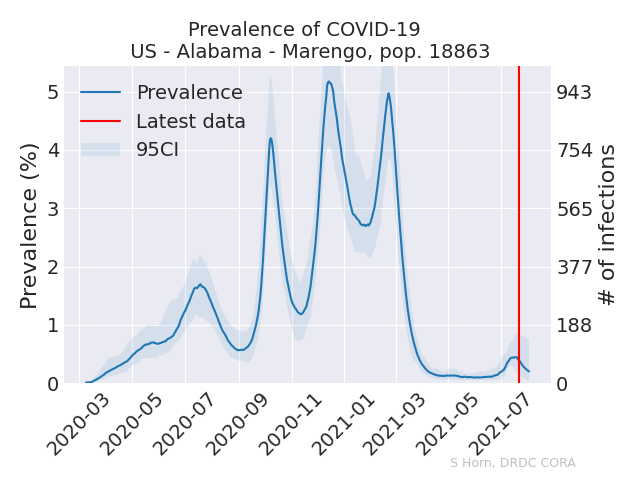 Prevalence of COVID-19
US - Alabama - Marengo, pop. 18863
Prevalence
Latest data
95CI
Prevalence (%)
5
4
3
2
1
0
943
754
565
377
188
0
# of infections
2020-03
2020-05
2020-07
2020-09
2020-11
2021-01
2021-03
2021-05
2021-07
S Horn, DRDC CORA